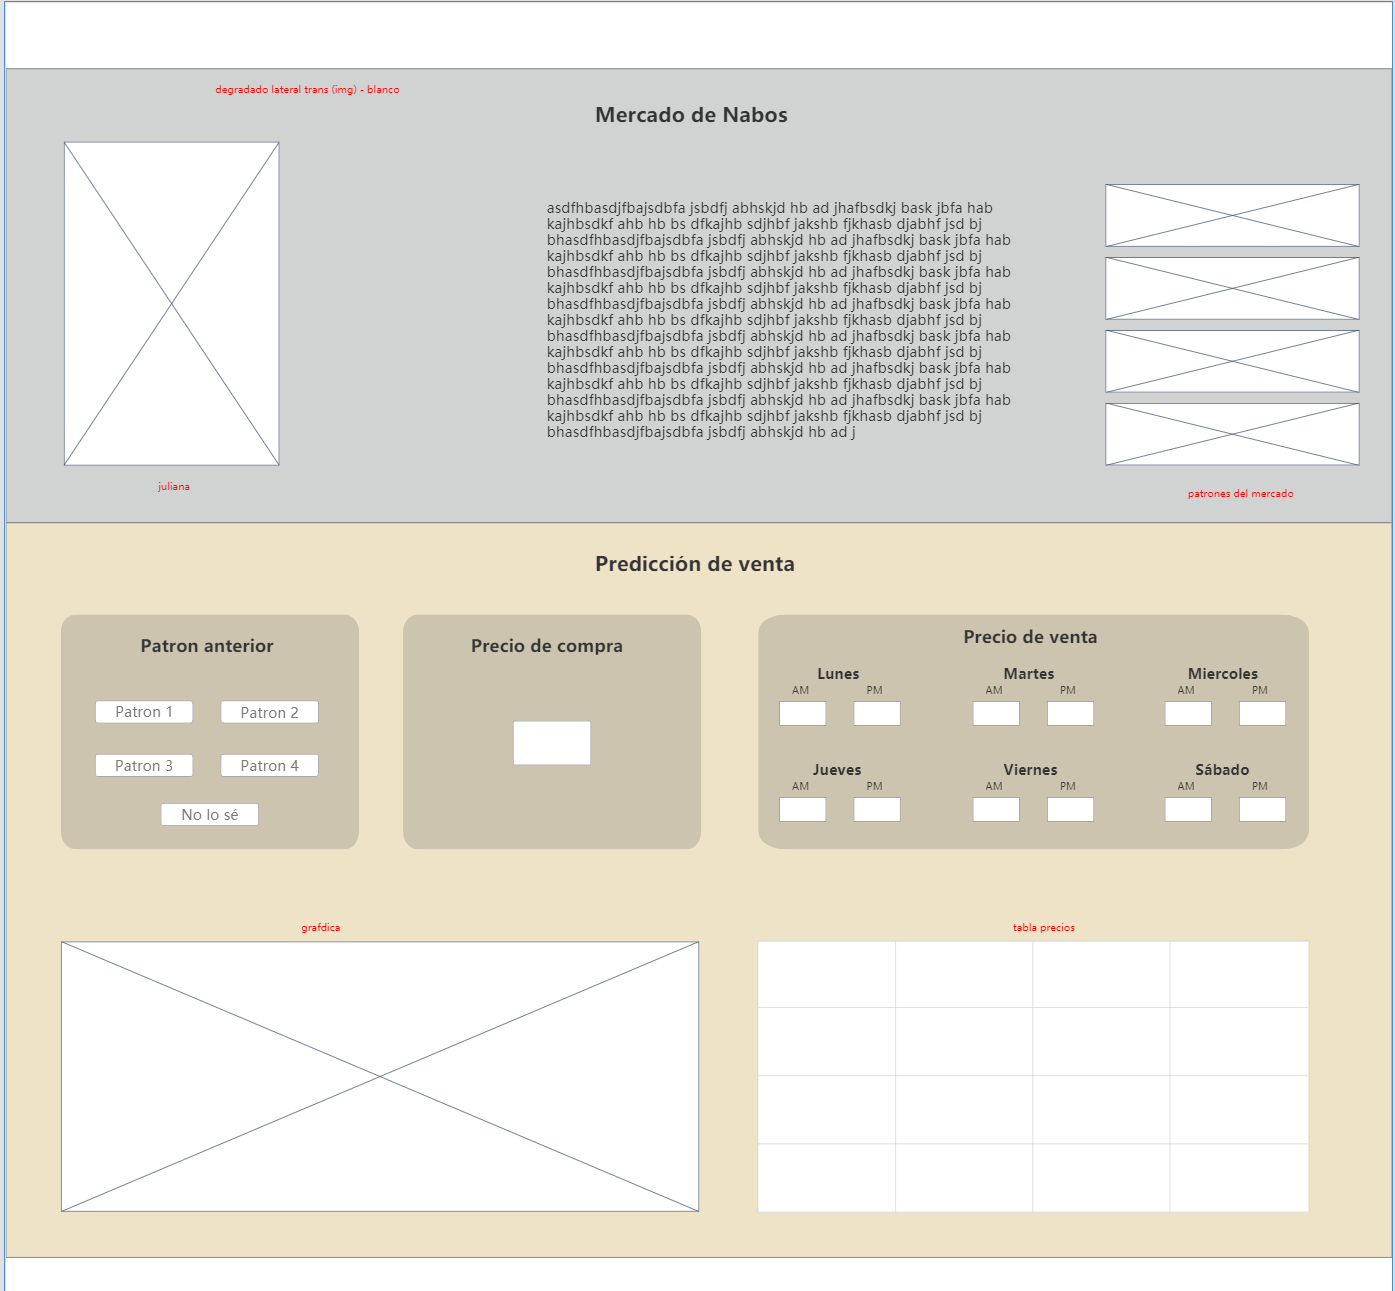 degradado lateral trans (img) - blanco
Mercado de Nabos
asdfhbasdjfbajsdbfa jsbdfj abhskjd hb ad jhafbsdkj bask jbfa hab
kajhbsdkf ahb hb bs dfkajhb sdjhbf jakshb fjkhasb djabhf jsd bj
bhasdfhbasdjfbajsdbfa jsbdfj abhskjd hb ad jhafbsdkj bask jbfa hab
kajhbsdkf ahb hb bs dfkajhb sdjhbf jakshb fjkhasb djabhf jsd bj
bhasdfhbasdjfbajsdbfa jsbdfj abhskjd hb ad jhafbsdkj bask jbfa hab
kajhbsdkf ahb hb bs dfkajhb sdjhbf jakshb fjkhasb djabhf jsd bj
bhasdfhbasdjfbajsdbfa jsbdfj abhskjd hb ad jhafbsdkj bask jbfa hab
kajhbsdkf ahb hb bs dfkajhb sdjhbf jakshb fjkhasb djabhf jsd bj
bhasdfhbasdjfbajsdbfa jsbdfj abhskjd hb ad jhafbsdkj bask jbfa hab
kajhbsdkf ahb hb bs dfkajhb sdjhbf jakshb fjkhasb djabhf jsd bj
bhasdfhbasdjfbajsdbfa jsbdfj abhskjd hb ad jhafbsdkj bask jbfa hab
kajhbsdkf ahb hb bs dfkajhb sdjhbf jakshb fjkhasb djabhf jsd bj
bhasdfhbasdjfbajsdbfa jsbdfj abhskjd hb ad jhafbsdkj bask jbfa hab
kajhbsdkf ahb hb bs dfkajhb sdjhbf jakshb fjkhasb djabhf jsd bj
bhasdfhbasdjfbajsdbfa jsbdfj abhskjd hb ad j
juliana
patrones del mercado
Predicción de venta
Patron anterior
Patron 1
Patron 2
Patron 3
Patron 4
No lo sé
Precio de compra
Precio de venta
Lunes
AM PM
Martes
AM PM
Miercoles
AM PM
Jueves
AM PM
Viernes
AM PM
Sábado
AM PM
grafdica
tabla precios